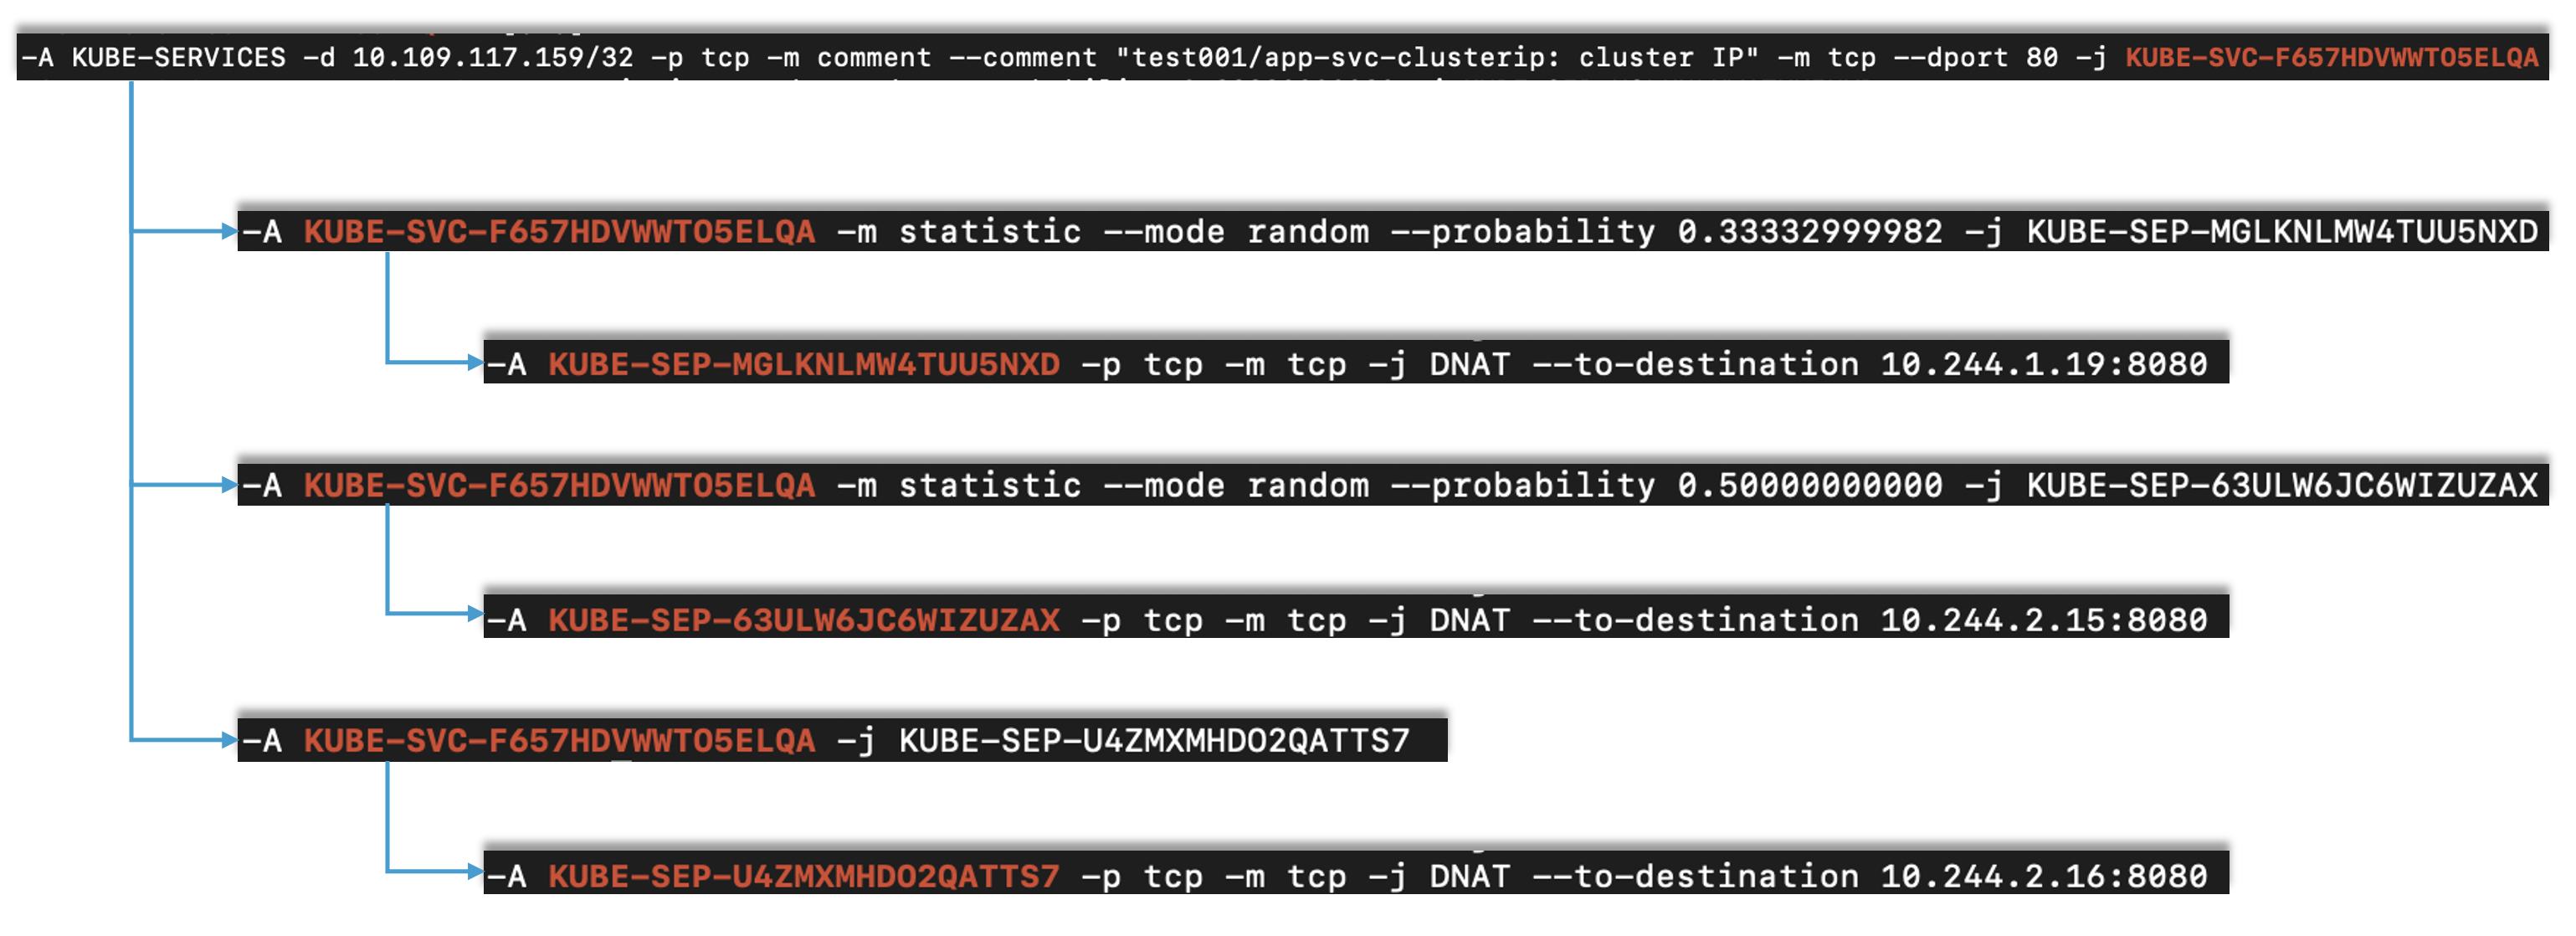 -A KUBE-SERVICES -d 10.109.117.159/32 -p tcp -m comment --comment "test001/app-svc-clusterip: cluster IP" -m tcp --dport 80 -j KUBE-SVC-F657HDVWWTO5ELQA
-A KUBE-SVC-F657HDVWWTO5ELQA -m statistic --mode random --probability 0.33332999982 -j KUBE-SEP-MGLKNLMW4TUU5NXD
-A KUBE-SEP-MGLKNLMW4TUU5NXD -p tcp -m tcp -j DNAT --to-destination 10.244.1.19:8080
-A KUBE-SVC-F657HDVWWTO5ELQA -m statistic --mode random --probability 0.50000000000 -j KUBE-SEP-63ULW6JC6WIZUZAX
-A KUBE-SEP-63ULW6JC6WIZUZAX -p tcp -m tcp -j DNAT --to-destination 10.244.2.15:8080
-A KUBE-SVC-F657HDVWWTO5ELQA -j KUBE-SEP-U4ZMXMHDO2QATTS7
-A KUBE-SEP-U4ZMXMHDO2QATTS7 -p tcp -m tcp -j DNAT --to-destination 10.244.2.16:8080